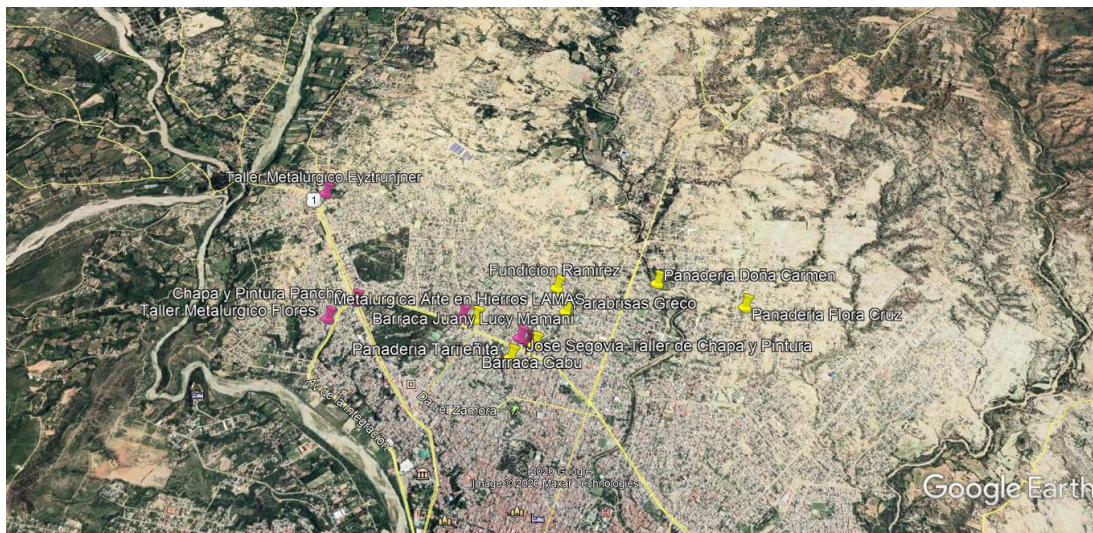 Taller Metalurgico Eyztrunjner
1
Fundicion Ramirez
Panaderia Doña Carmen
Chapa y Pintura Pancho
Metalurgica Arte en Hierros LAMAS
Parabrisas Greco
Taller Metalurgico Flores
Barraca Juany Lucy Mamani
Panadería Flora Cruz
Panaderia Tarijeñita
Jose Segovia-Taller de Chapa y Pintura
Barraca Gabu
Av de la Integracion
Daniel Zamora
© 2020 Google
Image © 2020 Maxar Technologies
Google Earth